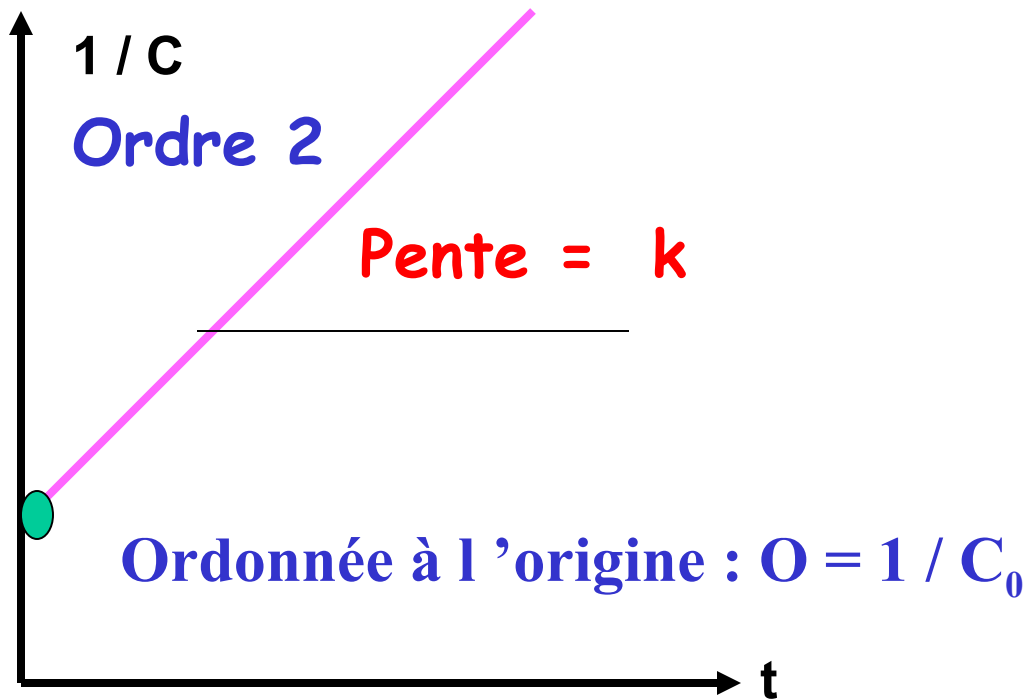 1 / C
Ordre 2
Pente = k
Ordonnée à l ’origine : O = 1 / C₀
t